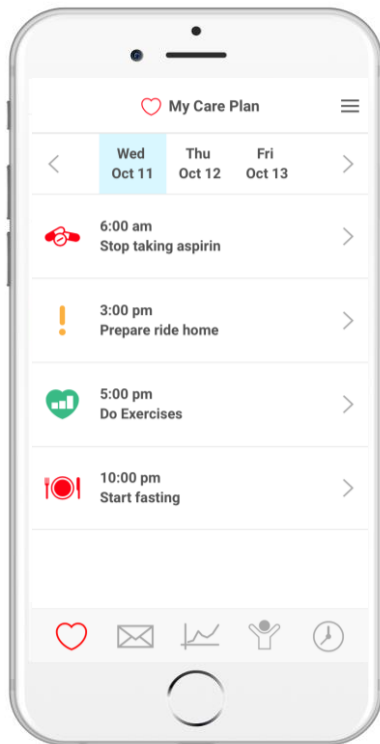 My Care Plan
Wed Thu Fri
Oct 11 Oct 12 Oct 13
6:00 am
Stop taking aspirin
3:00 pm
Prepare ride home
5:00 pm
Do Exercises
10:00 pm
Start fasting